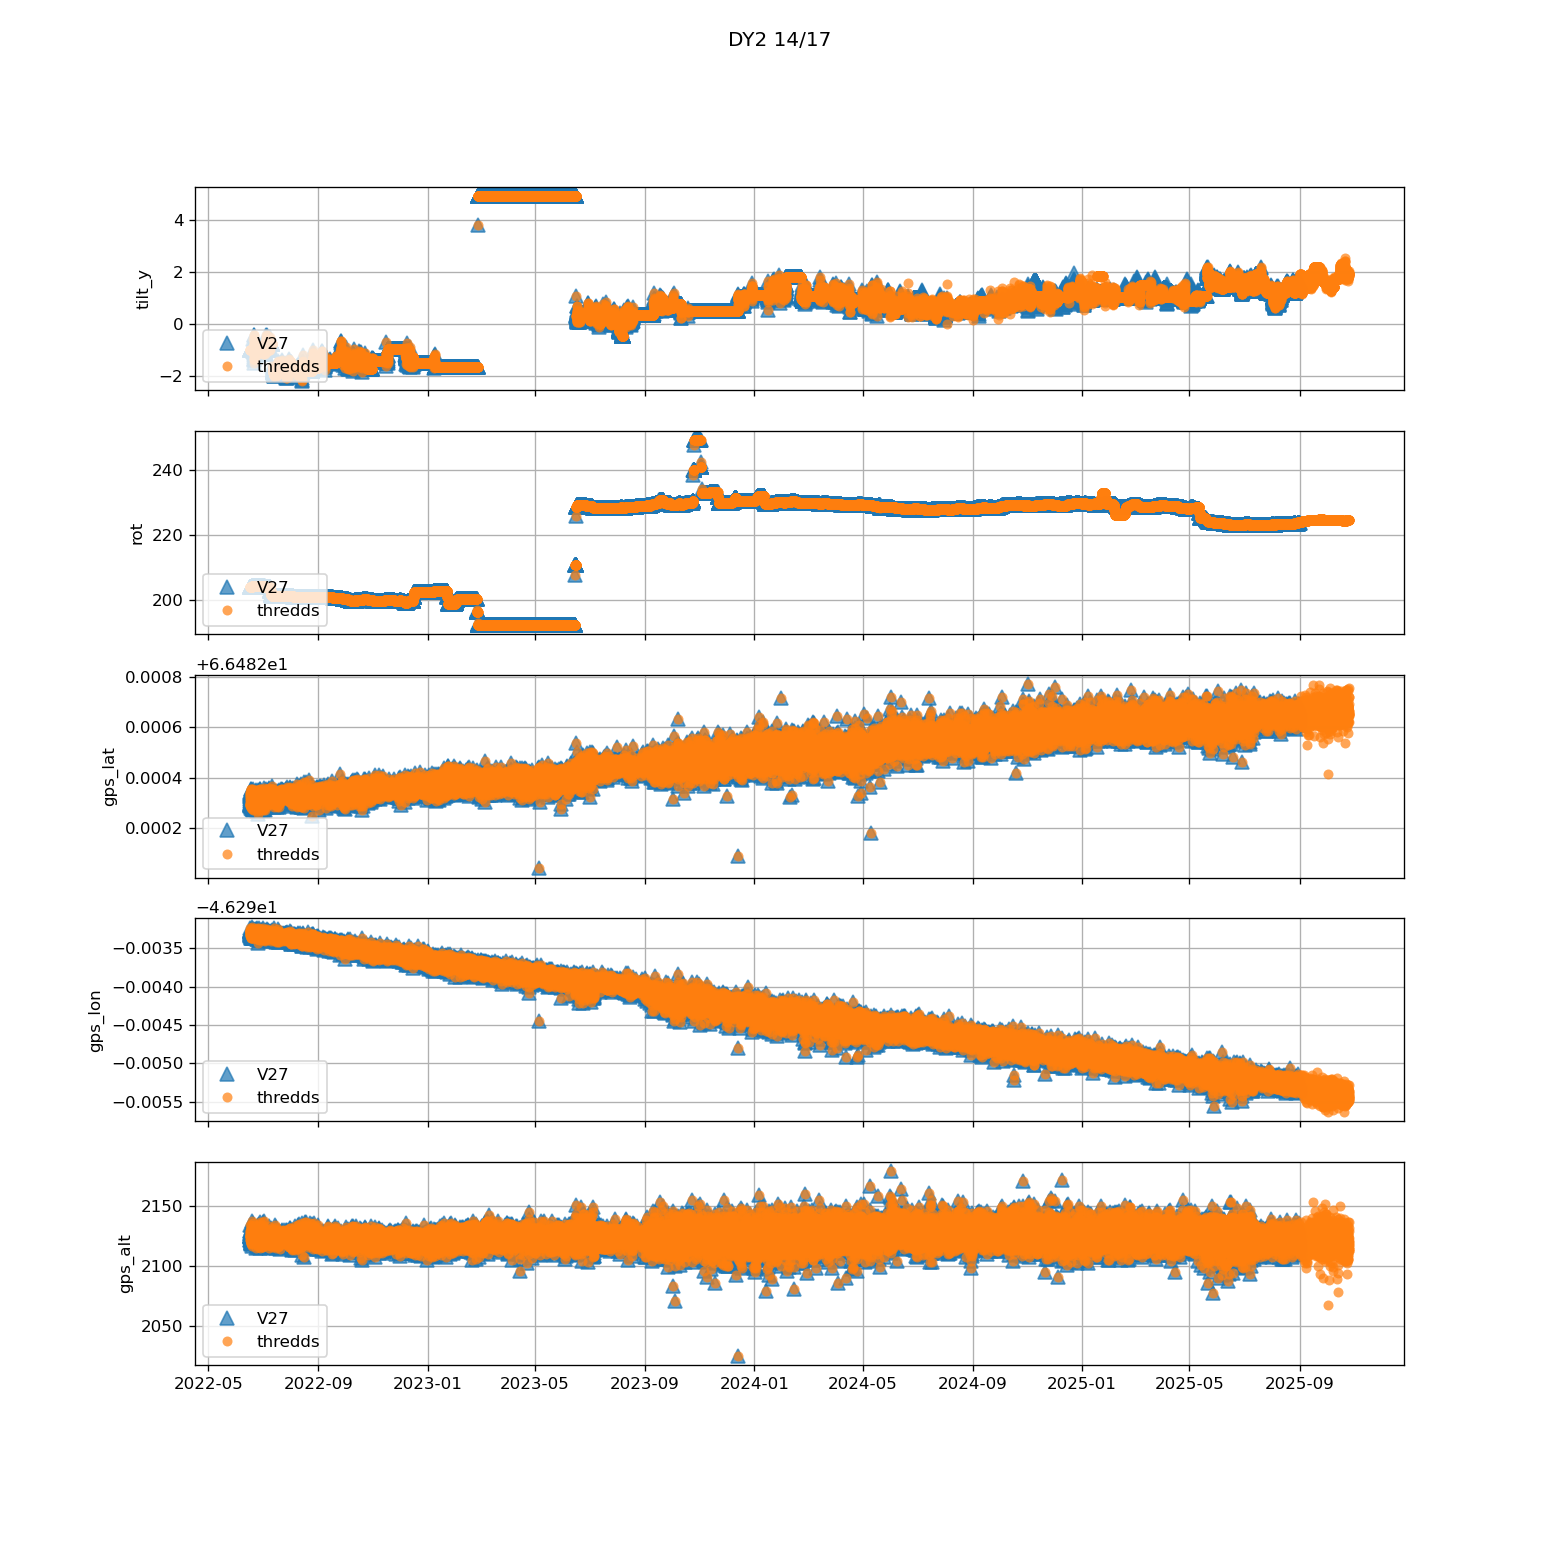 DY2 14/17
4
2
0
−2
tilt_y
V27
thredds
240
220
200
rot
V27
thredds
+6.6482e1
0.0008
0.0006
0.0004
0.0002
gps_lat
V27
thredds
−4.629e1
−0.0035
−0.0040
−0.0045
−0.0050
−0.0055
gps_lon
V27
thredds
2150
2100
2050
gps_alt
V27
thredds
2022-05 2022-09 2023-01 2023-05 2023-09 2024-01 2024-05 2024-09 2025-01 2025-05 2025-09